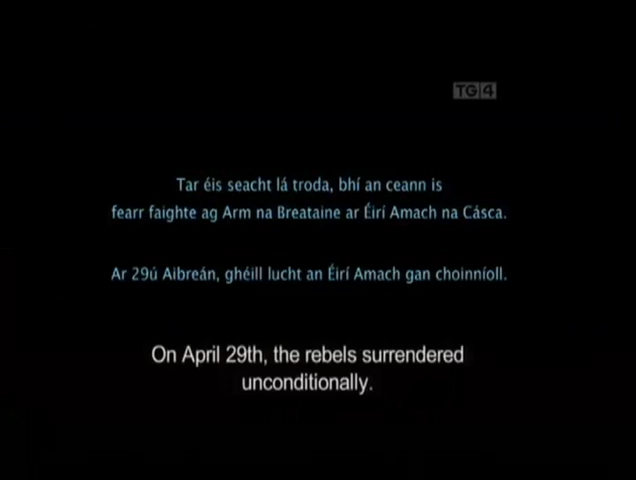 TG4
Tar éis seacht lá troda, bhí an ceann is
fearr faighte ag Arm na Breataine ar Éirí Amach na Cásca.
Ar 29ú Aibreán, ghéill lucht an Éirí Amach gan choinníoll.
On April 29th, the rebels surrendered
unconditionally.